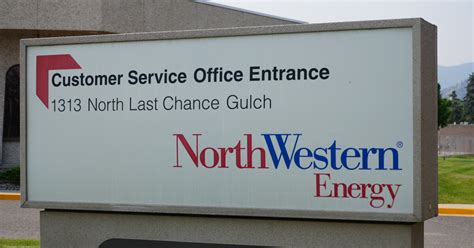 Customer Service Office Entrance
1313 North Last Chance Gulch
NorthWestern®
Energy